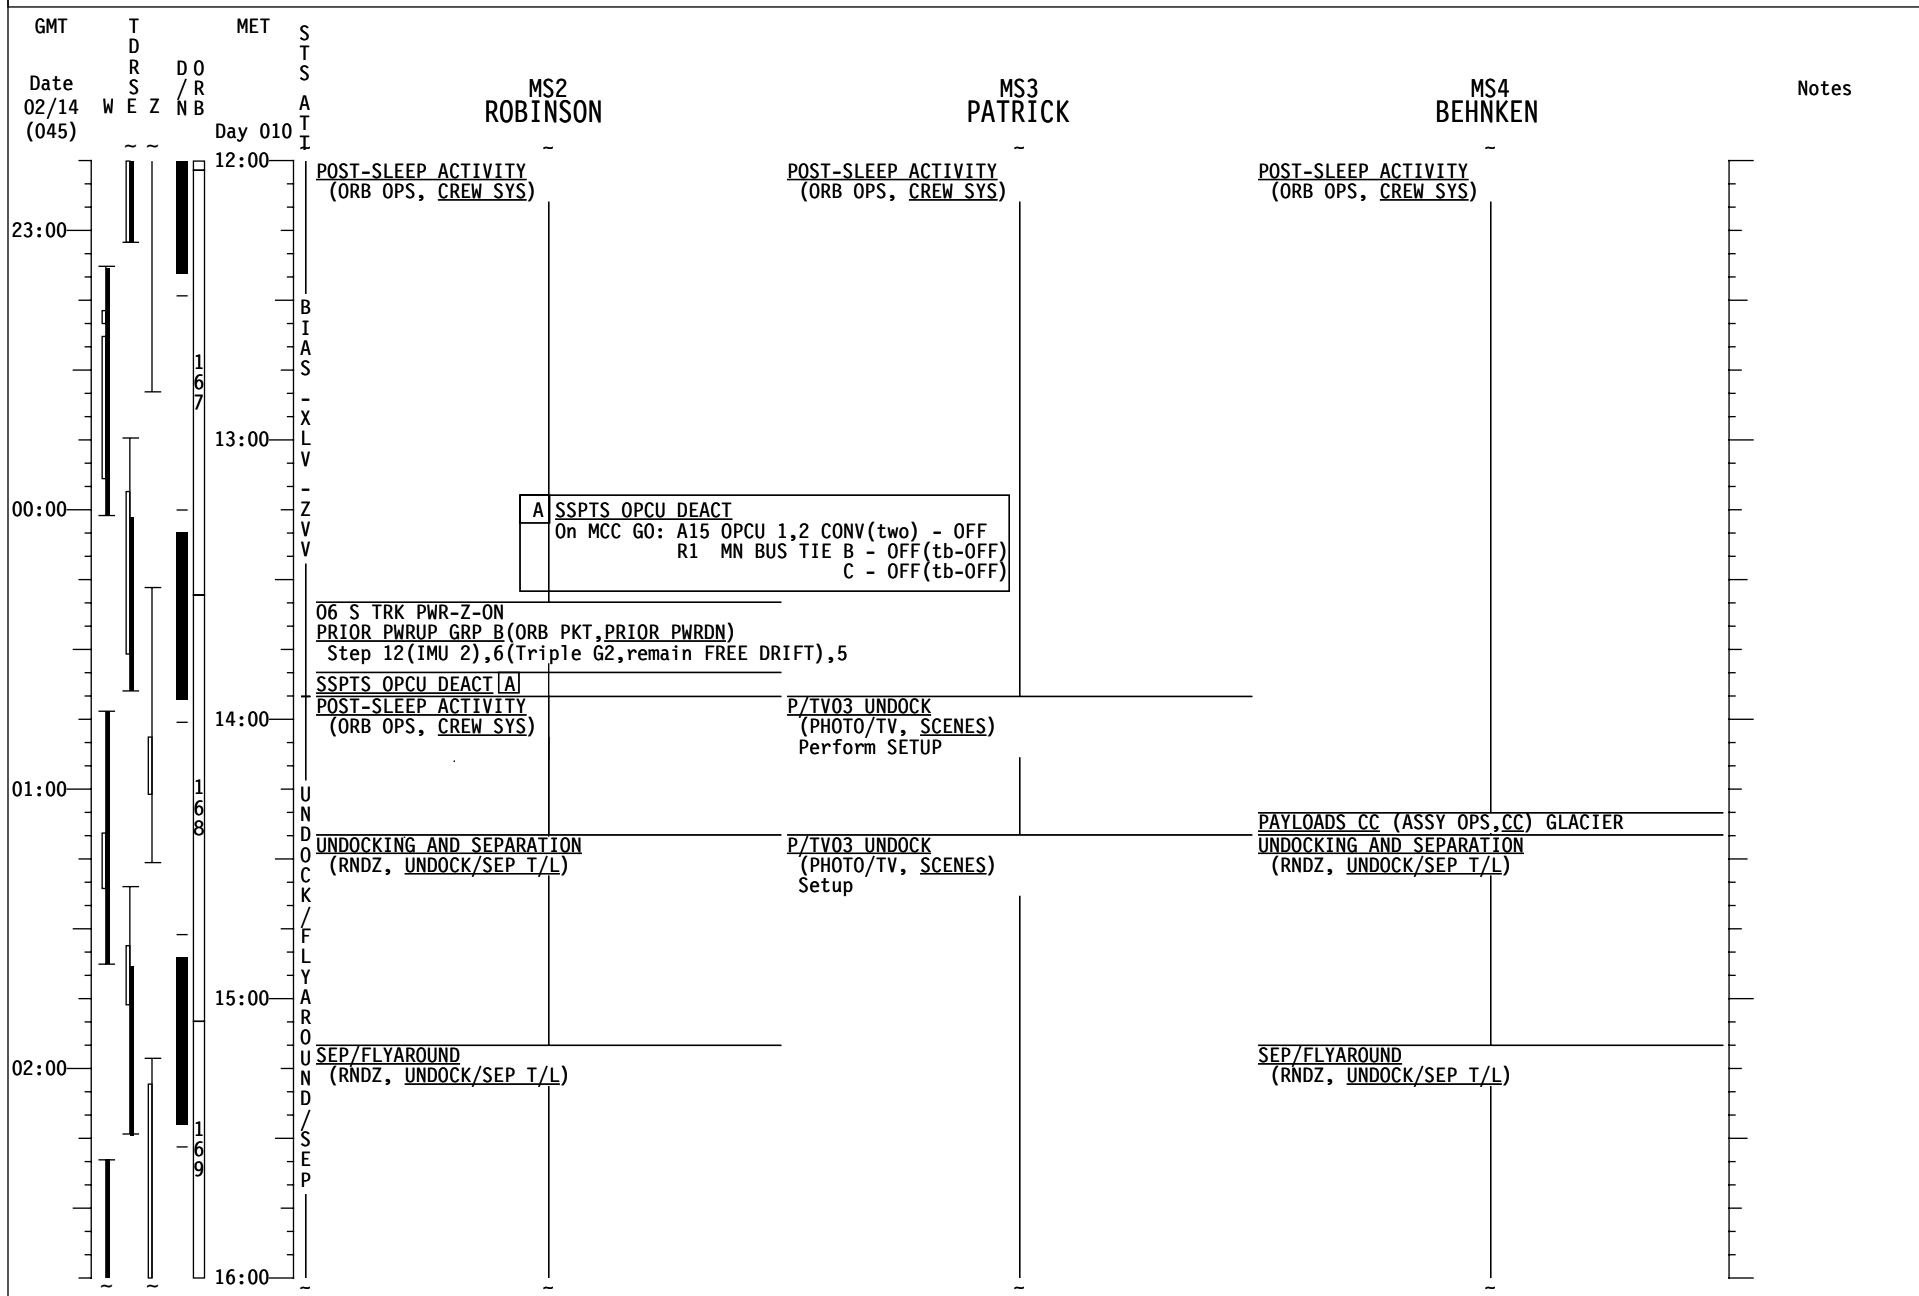 GMT
TDRS
MET
STS ATT
D/N
ORB
Date
02/14
(045)
W E Z
Day 010
MS2
ROBINSON
MS3
PATRICK
MS4
BEHNKEN
Notes
~ ~ ~ ~ ~
12:00
POST-SLEEP ACTIVITY
(ORB OPS, CREW SYS)
POST-SLEEP ACTIVITY
(ORB OPS, CREW SYS)
POST-SLEEP ACTIVITY
(ORB OPS, CREW SYS)
23:00
BIAS -XLV -ZVV
167
13:00
00:00
A SSPTS OPCU DEACT
On MCC GO: A15 OPCU 1,2 CONV(two) - OFF
R1 MN BUS TIE B - OFF(tb-OFF)
C - OFF(tb-OFF)
O6 S TRK PWR-Z-ON
PRIOR PWRUP GRP B(ORB PKT,PRIOR PWRDN)
Step 12(IMU 2),6(Triple G2,remain FREE DRIFT),5
SSPTS OPCU DEACT A
14:00
POST-SLEEP ACTIVITY
(ORB OPS, CREW SYS)
P/TV03 UNDOCK
(PHOTO/TV, SCENES)
Perform SETUP
01:00
168
UNDOCK/FLYAROUND/SEP
PAYLOADS CC (ASSY OPS,CC) GLACIER
UNDOCKING AND SEPARATION
(RNDZ, UNDOCK/SEP T/L)
P/TV03 UNDOCK
(PHOTO/TV, SCENES)
Setup
UNDOCKING AND SEPARATION
(RNDZ, UNDOCK/SEP T/L)
15:00
02:00
SEP/FLYAROUND
(RNDZ, UNDOCK/SEP T/L)
SEP/FLYAROUND
(RNDZ, UNDOCK/SEP T/L)
169
16:00
~ ~ ~ ~ ~ ~